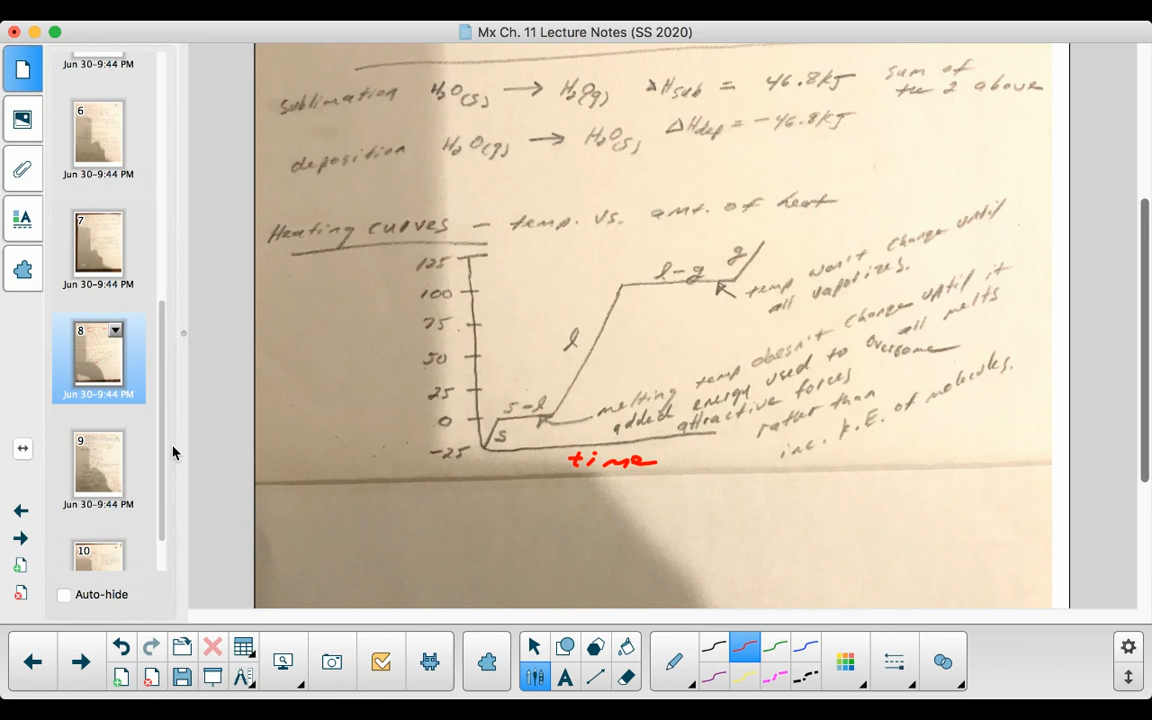 Mx Ch. 11 Lecture Notes (SS 2020)
Jun 30-9:44 PM
6
Jun 30-9:44 PM
7
Jun 30-9:44 PM
8
Jun 30-9:44 PM
9
Jun 30-9:44 PM
10
Auto-hide
sublimation H₂O(s) → H₂O(g) ΔHsub = 46.8kJ sum of
the 2 above
deposition H₂O(g) → H₂O(s) ΔHdep = -46.8kJ
Heating curves - temp. vs. amt. of heat
125
100
75
50
25
0
-25
s
s-l
l
l-g
g
temp won't change until
all vaporizes.
melting temp doesn't change until it
all melts
added energy used to overcome
attractive forces
rather than
inc. K.E. of molecules.
time